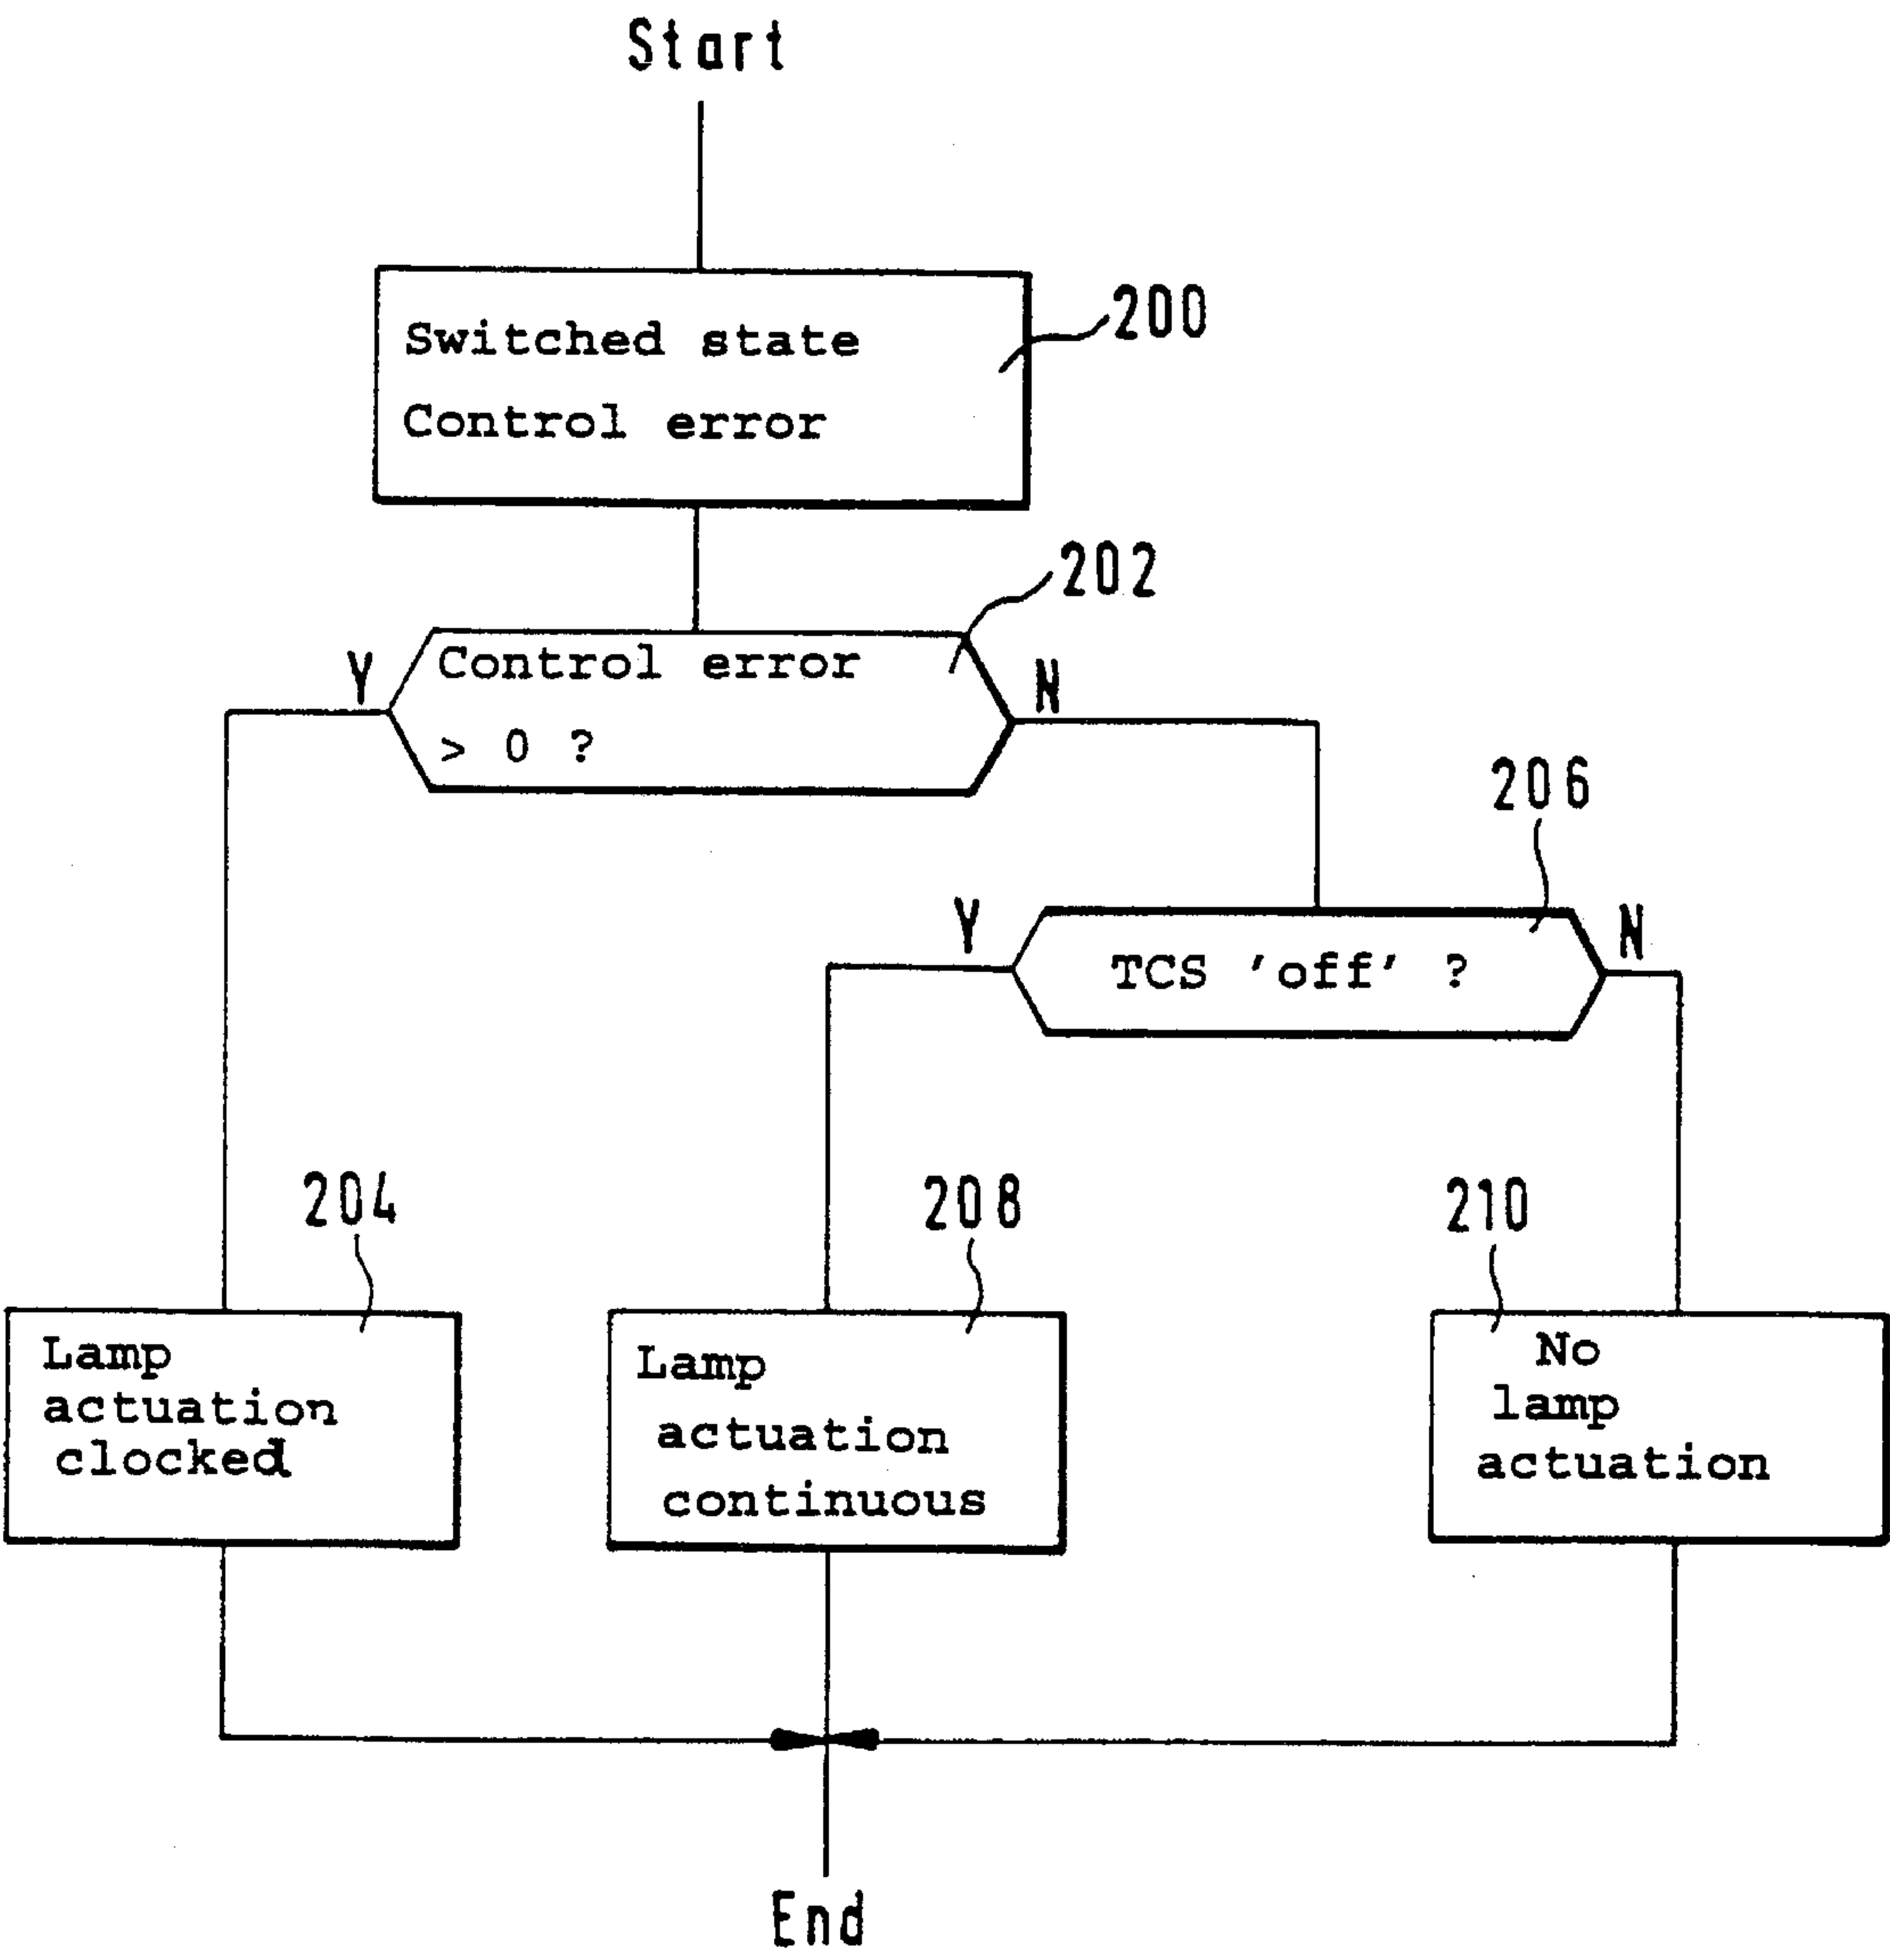 Start
200
Switched state
Control error
202
Y
Control error
> 0 ?
N
206
Y
TCS 'off' ?
N
204
208
210
Lamp
actuation
clocked
Lamp
actuation
continuous
No
lamp
actuation
End